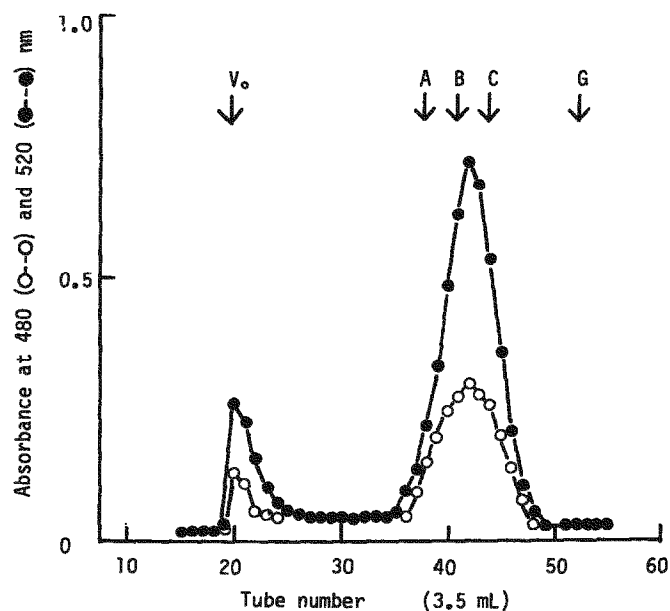 Absorbance at 480 (O--O) and 520 (●--●) nm
1.0
0.5
0
V₀
A
B
C
G
10
20
30
40
50
60
Tube number (3.5 mL)